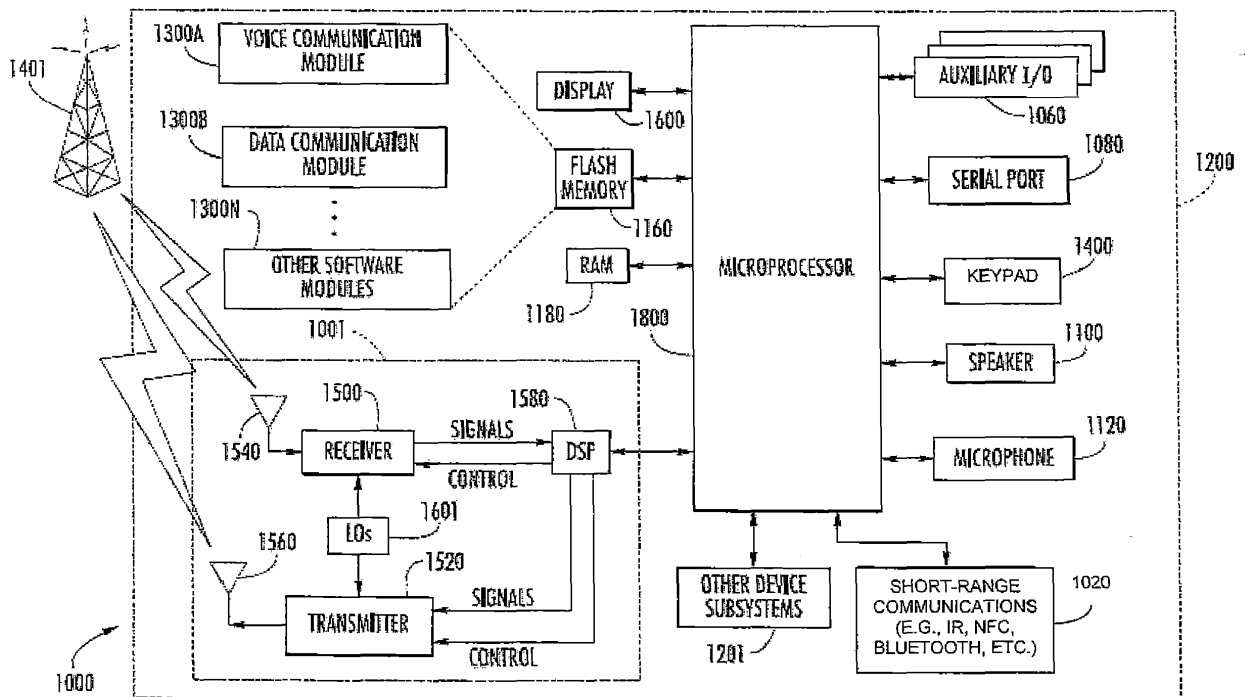 1401
1300A
VOICE COMMUNICATION
MODULE
1300B
DATA COMMUNICATION
MODULE
1300N
OTHER SOFTWARE
MODULES
DISPLAY
1600
FLASH
MEMORY
1160
RAM
1180
1800
MICROPROCESSOR
AUXILIARY I/O
1060
1080
SERIAL PORT
1200
1400
KEYPAD
1100
SPEAKER
1120
MICROPHONE
1001
1540
1500
RECEIVER
SIGNALS
CONTROL
1580
DSP
LOs
1601
1560
1520
TRANSMITTER
SIGNALS
CONTROL
OTHER DEVICE
SUBSYSTEMS
1201
SHORT-RANGE
COMMUNICATIONS
(E.G., IR, NFC,
BLUETOOTH, ETC.)
1020
1000